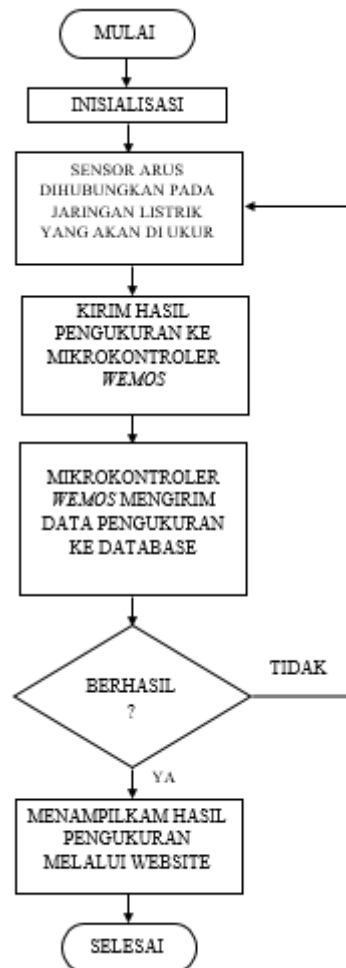 MULAI
INISIALISASI
SENSOR ARUS
DIHUBUNGKAN PADA
JARINGAN LISTRIK
YANG AKAN DI UKUR
KIRIM HASIL
PENGUKURAN KE
MIKROKONTROLER
WEMOS
MIKROKONTROLER
WEMOS MENGIRIM
DATA PENGUKURAN
KE DATABASE
BERHASIL
?
TIDAK
YA
MENAMPILKAM HASIL
PENGUKURAN
MELALUI WEBSITE
SELESAI